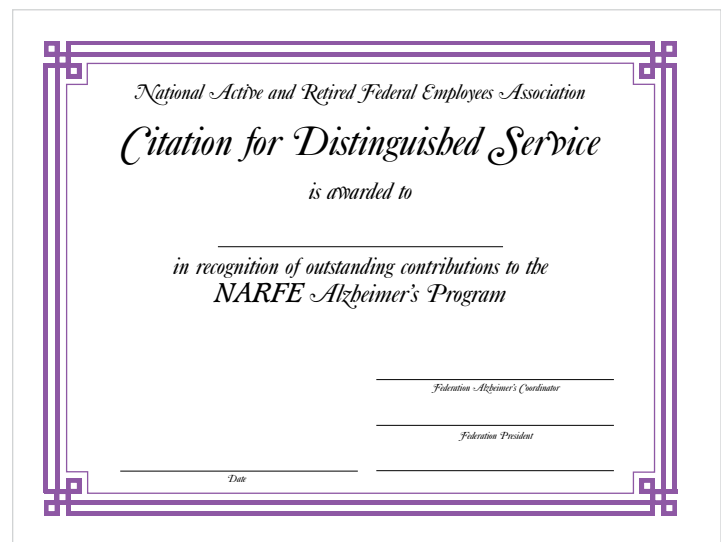 National Active and Retired Federal Employees Association
Citation for Distinguished Service
is awarded to
in recognition of outstanding contributions to the
NARFE Alzheimer's Program
Federation Alzheimer's Coordinator
Federation President
Date